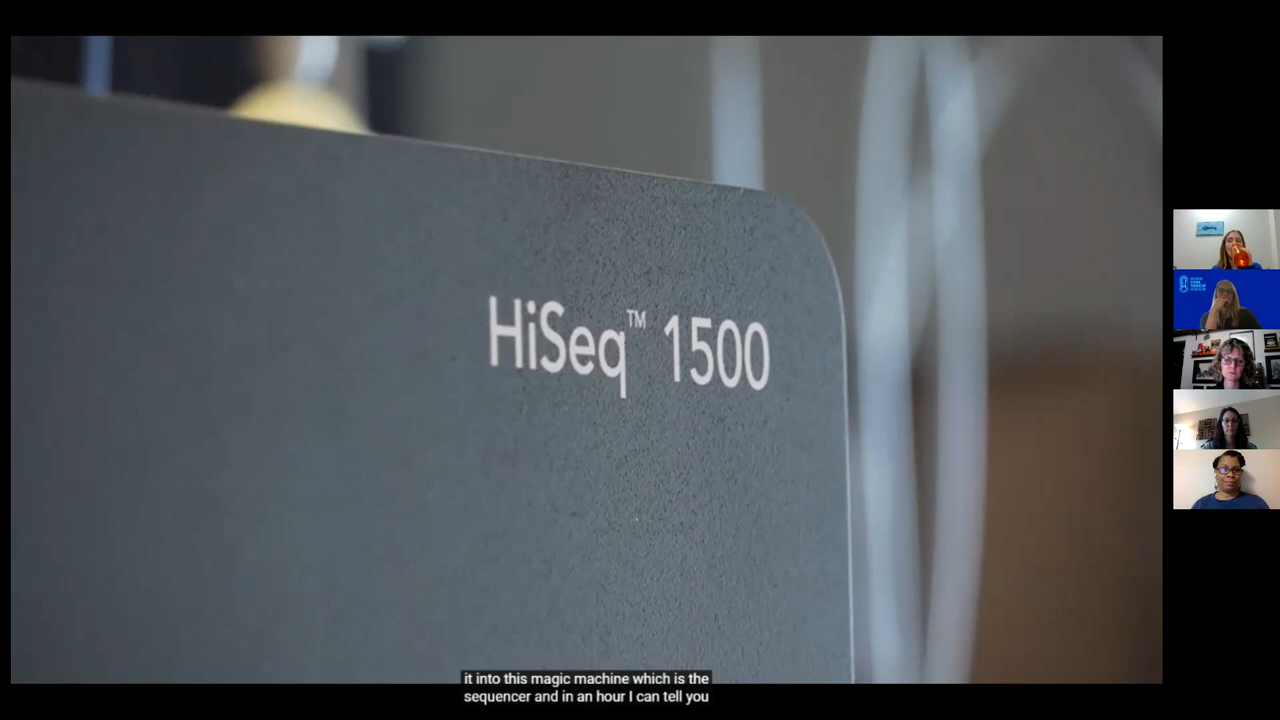 HiSeq™ 1500
it into this magic machine which is the
sequencer and in an hour I can tell you